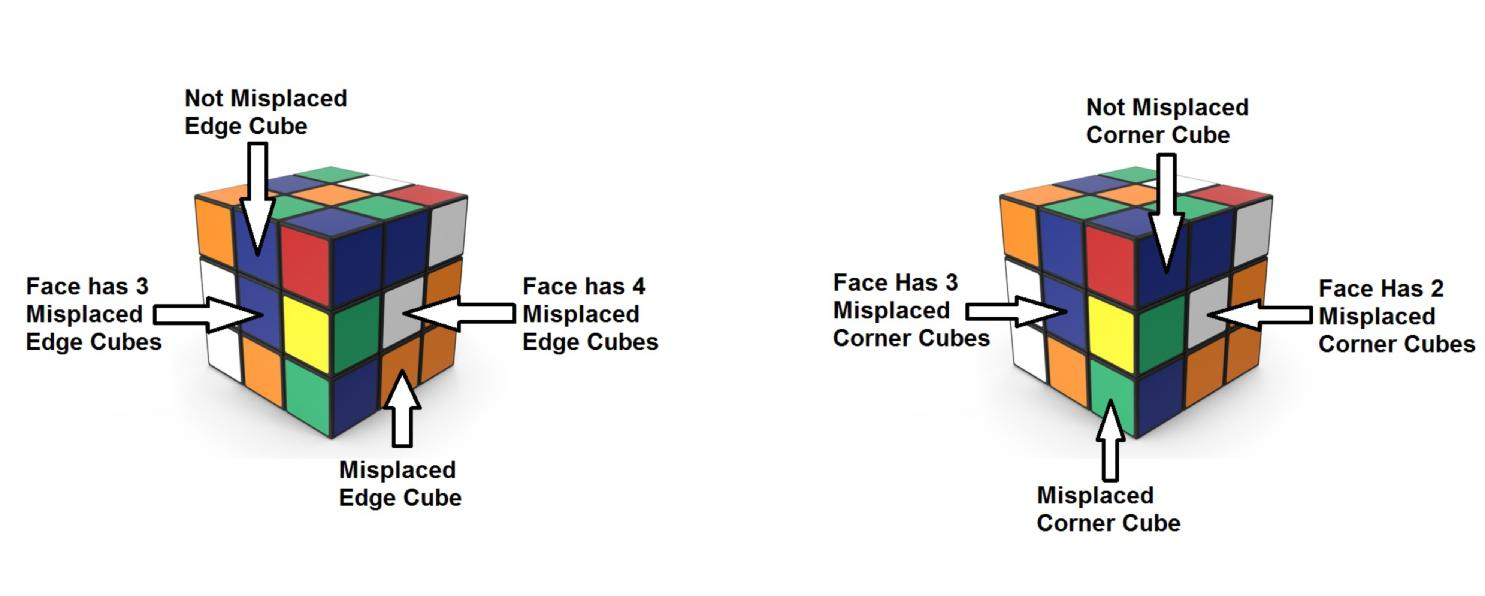 Not Misplaced
Edge Cube
Face has 3
Misplaced
Edge Cubes
Face has 4
Misplaced
Edge Cubes
Misplaced
Edge Cube
Not Misplaced
Corner Cube
Face Has 3
Misplaced
Corner Cubes
Face Has 2
Misplaced
Corner Cubes
Misplaced
Corner Cube